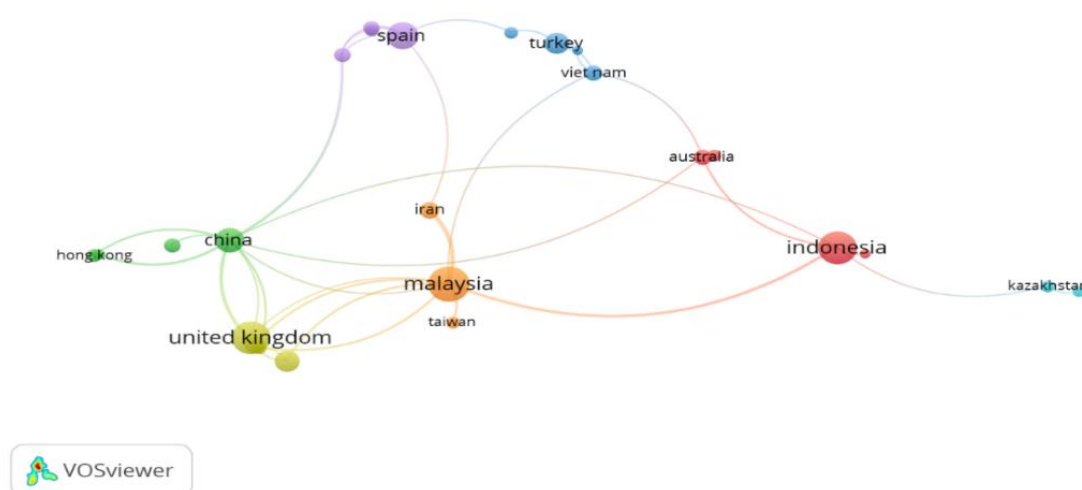 spain
turkey
viet nam
australia
iran
china
hong kong
indonesia
malaysia
kazakhstan
taiwan
united kingdom
VOSviewer